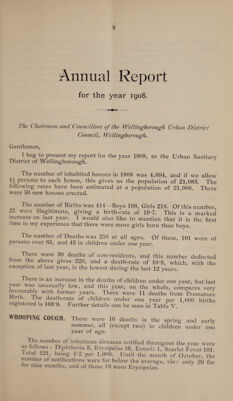 3
Annual Report
for the year 1908.
The Chairman and Councillors of the Wellingborough Urban District
Council, Wellingborough.
Gentlemen,
I beg to present my report for the year 1908, to the Urban Sanitary
District of Wellingborough.
The number of inhabited houses in 1908 was 4,694, and if we allow
4½ persons to each house, this gives us the population of 21,083. The
following rates have been estimated at a population of 21,000. There
were 58 new houses erected.
The number of Births was 414—Boys 196, Girls 218. Of this number,
25 were illegitimate, giving a birth-rate of 19·7. This is a marked
increase on last year. I would also like to mention that it is the first
time in my experience that there were more girls born than boys.
The number of Deaths was 258 at all ages. Of these, 101 were of
persons over 65, and 48 in children under one year.
There were 30 deaths of non-residents, and this number deducted
from the above gives 228, and a death-rate of 10·8, which, with the
exception of last year, is the lowest during the last 12 years.
There is an increase in the deaths of children under one year, but last
year was unusually low, and this year, on the whole, compares very
favourably with former years. There were 11 deaths from Premature
Birth. The death-rate of children under one year per 1,000 births
registered is 103·8. Further details can be seen in Table V.
WHOOPING COUGH. There were 10 deaths in the spring and early
summer, all (except two) in children under one
year of age.
The number of infectious diseases notified throughout the year were
as follows: Diphtheria 3, Erysipelas 16, Enteric 1, Scarlet Fever 101.
Total 121, being 5·2 per 1,000. Until the month of October, the
number of notifications were far below the average, viz: only 29 for
for nine months, and of these 10 were Erysipelas.